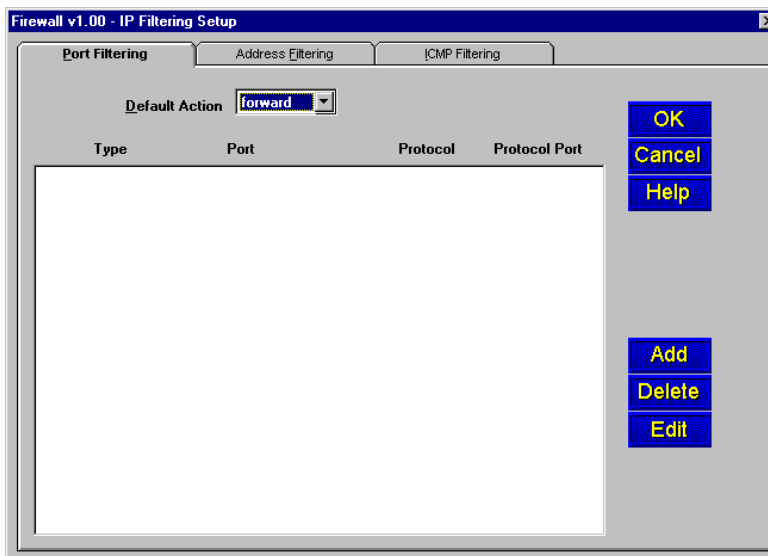 Firewall v1.00 - IP Filtering Setup
Port Filtering Address Filtering ICMP Filtering
Default Action forward
Type Port Protocol Protocol Port
OK
Cancel
Help
Add
Delete
Edit